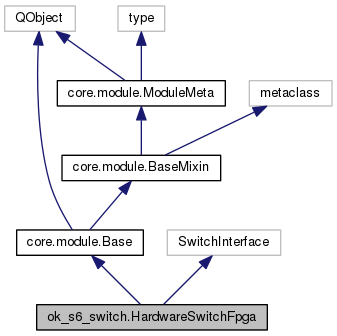 QObject
type
core.module.ModuleMeta
metaclass
core.module.BaseMixin
core.module.Base
SwitchInterface
ok_s6_switch.HardwareSwitchFpga